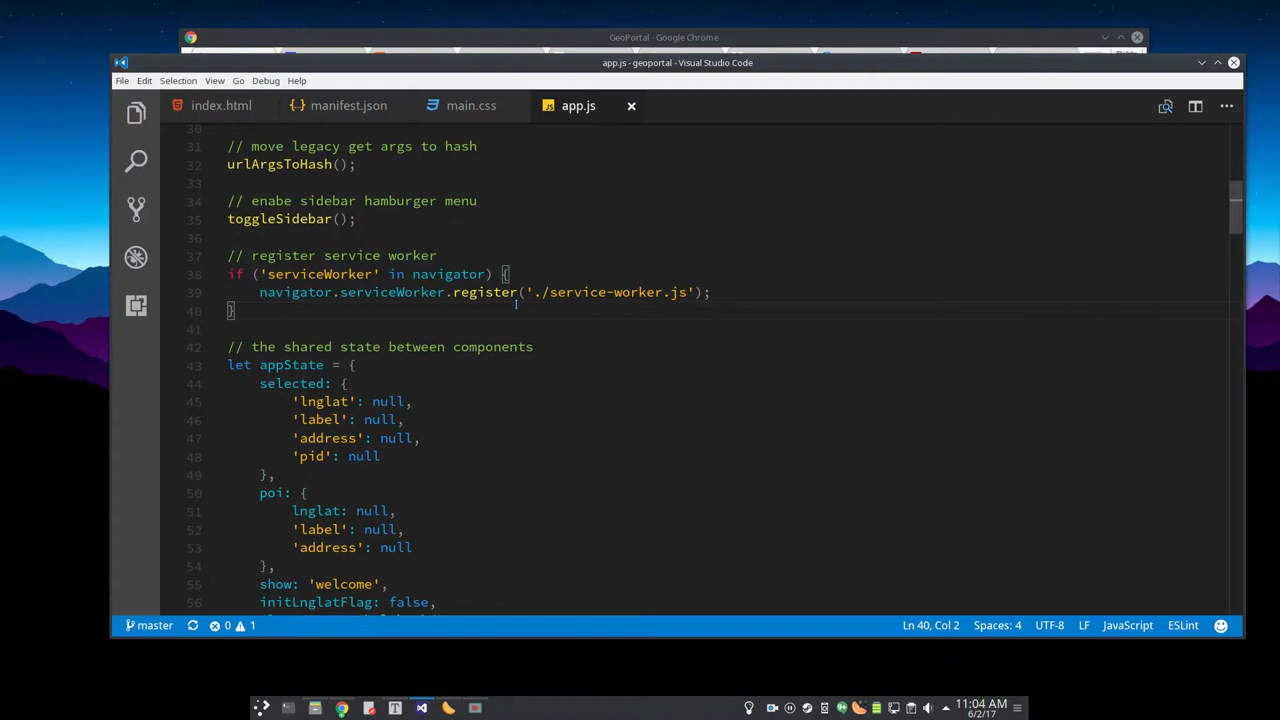 GeoPortal - Google Chrome
app.js - geoportal - Visual Studio Code
File Edit Selection View Go Debug Help
index.html {..} manifest.json main.css JS app.js
30
31 // move legacy get args to hash
32 urlArgsToHash();
33
34 // enabe sidebar hamburger menu
35 toggleSidebar();
36
37 // register service worker
38 if ('serviceWorker' in navigator) {
39 navigator.serviceWorker.register('./service-worker.js');
40 }
41
42 // the shared state between components
43 let appState = {
44 selected: {
45 'lnglat': null,
46 'label': null,
47 'address': null,
48 'pid': null
49 },
50 poi: {
51 lnglat: null,
52 'label': null,
53 'address': null
54 },
55 show: 'welcome',
56 initLnglatFlag: false,
master 0 1 Ln 40, Col 2 Spaces: 4 UTF-8 LF JavaScript ESLint
11:04 AM
6/2/17